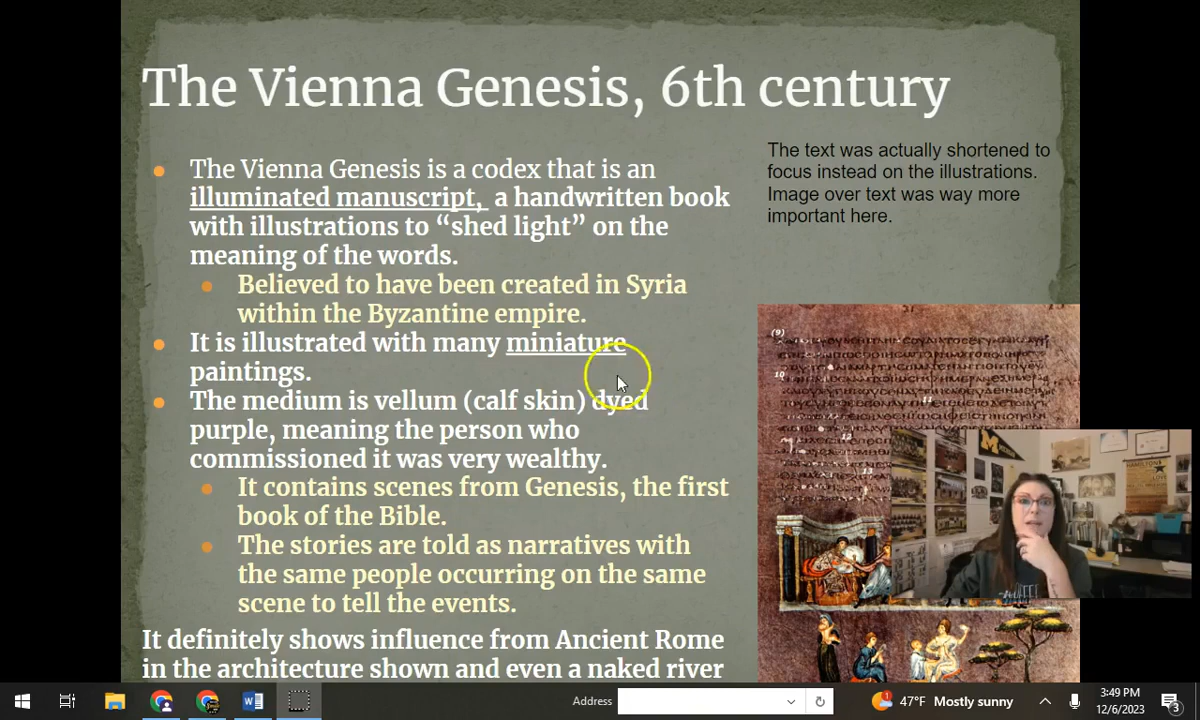 The Vienna Genesis, 6th century
The Vienna Genesis is a codex that is an
illuminated manuscript, a handwritten book
with illustrations to “shed light” on the
meaning of the words.
Believed to have been created in Syria
within the Byzantine empire.
It is illustrated with many miniature
paintings.
The medium is vellum (calf skin) dyed
purple, meaning the person who
commissioned it was very wealthy.
It contains scenes from Genesis, the first
book of the Bible.
The stories are told as narratives with
the same people occurring on the same
scene to tell the events.
It definitely shows influence from Ancient Rome
in the architecture shown and even a naked river
The text was actually shortened to
focus instead on the illustrations.
Image over text was way more
important here.
(9)
10
11
12
13
M
HAMILTON
Address
47°F Mostly sunny
3:49 PM
12/6/2023
3